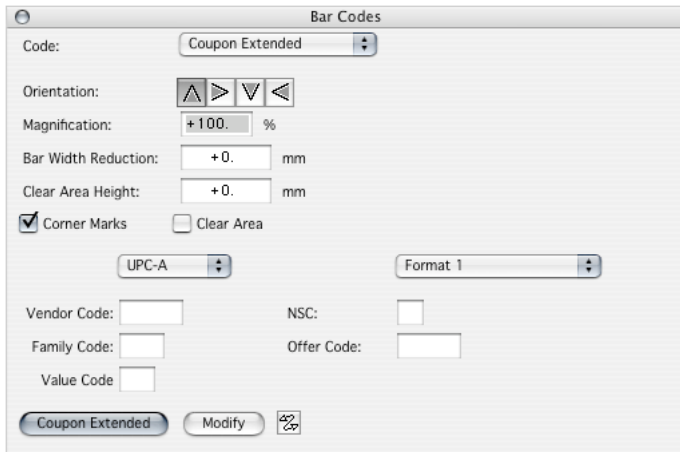 Bar Codes
Code: Coupon Extended
Orientation:
Magnification: +100. %
Bar Width Reduction: +0. mm
Clear Area Height: +0. mm
Corner Marks Clear Area
UPC-A Format 1
Vendor Code: NSC:
Family Code: Offer Code:
Value Code
Coupon Extended Modify